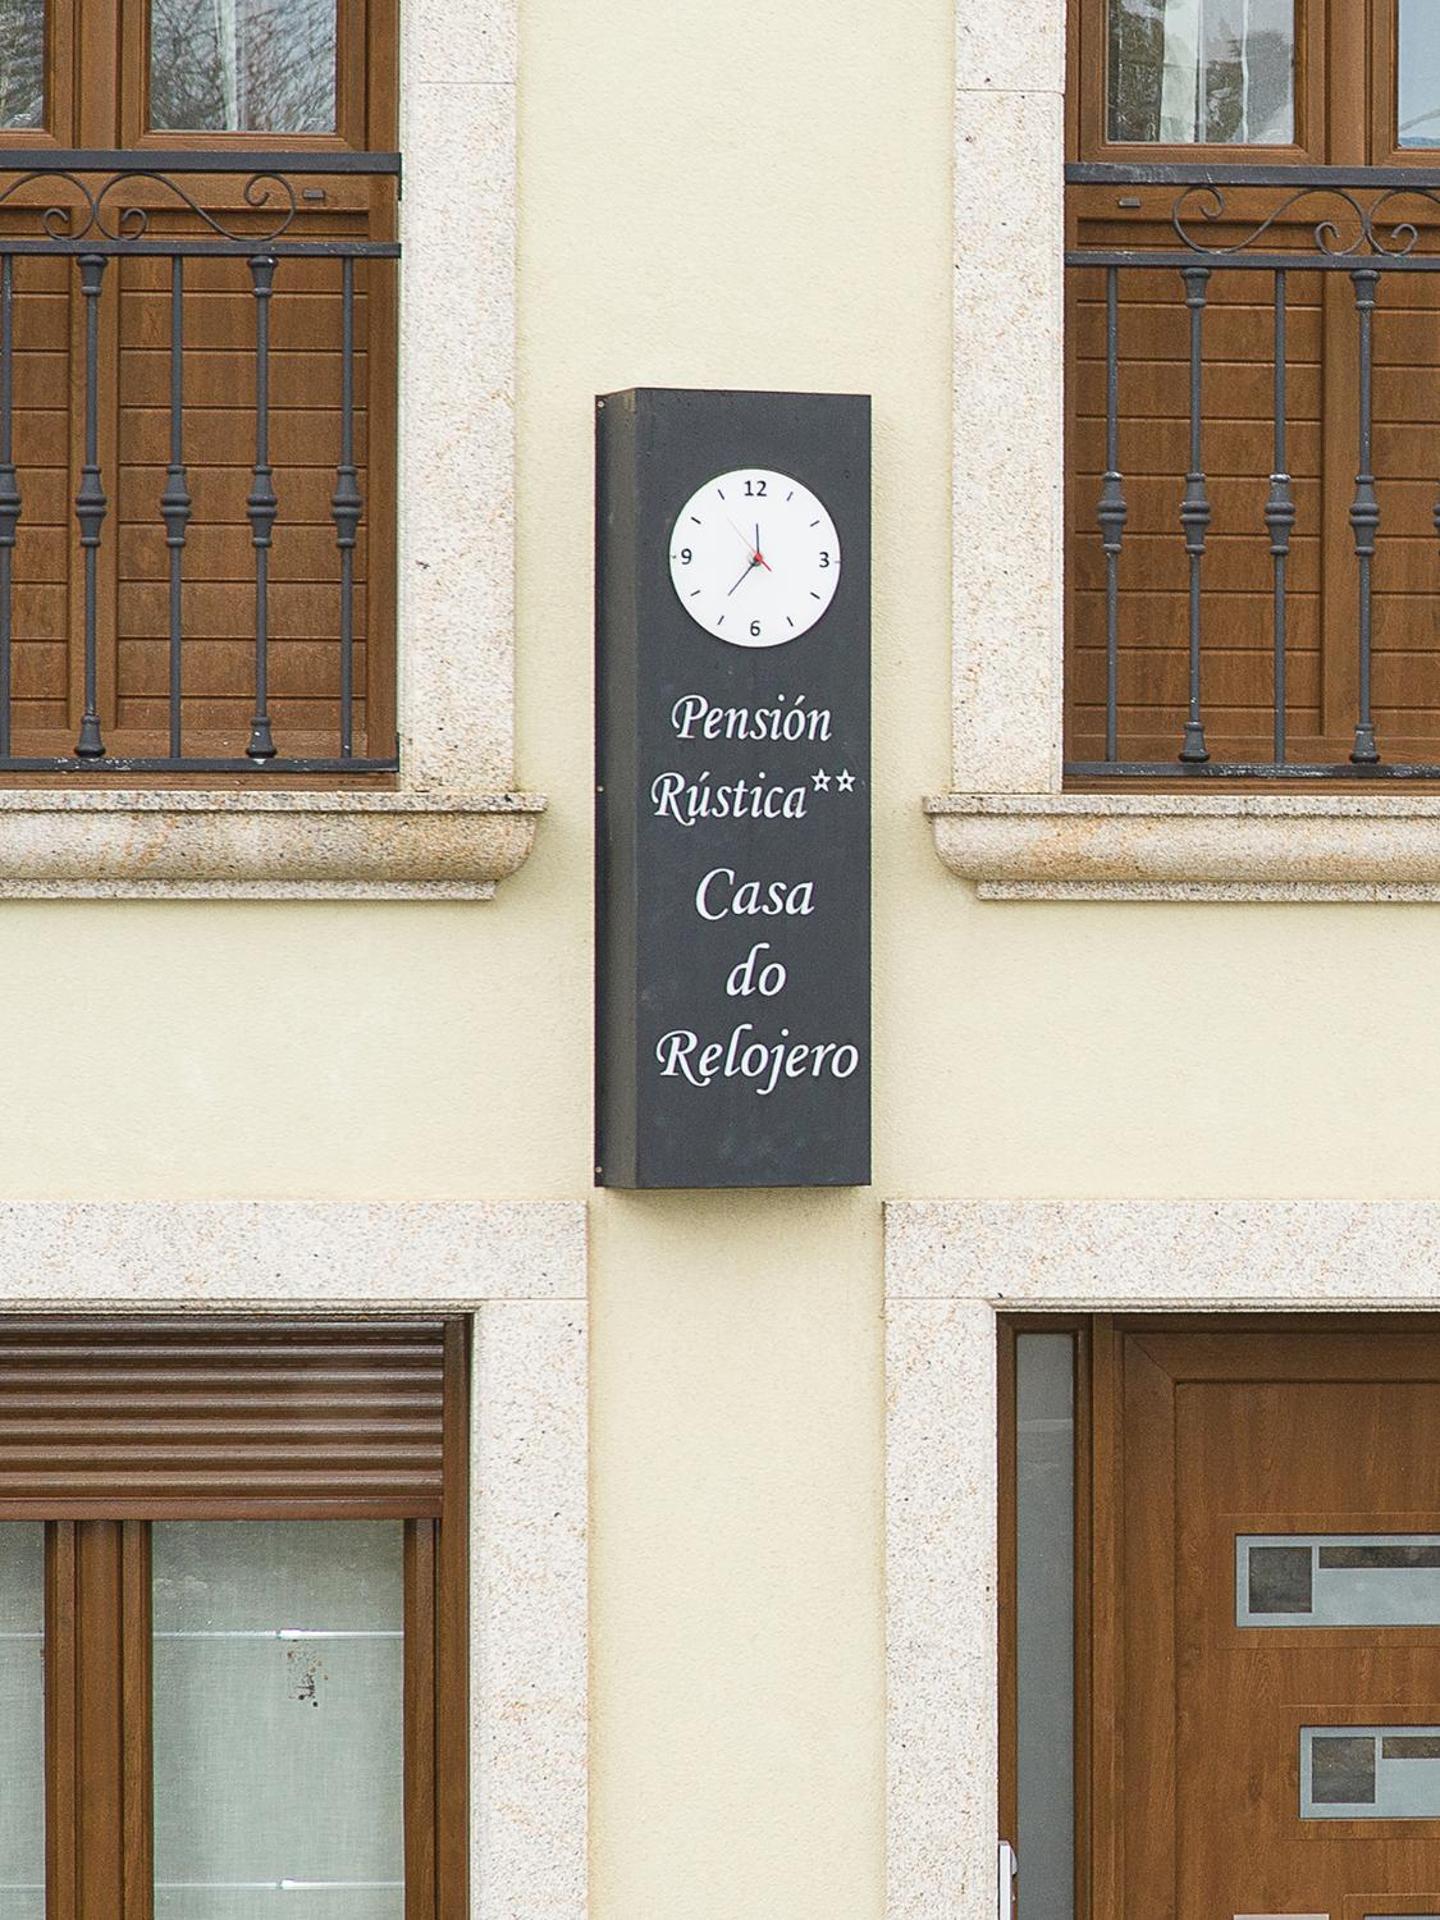 12
9 3
6
Pensión
Rústica**
Casa
do
Relojero